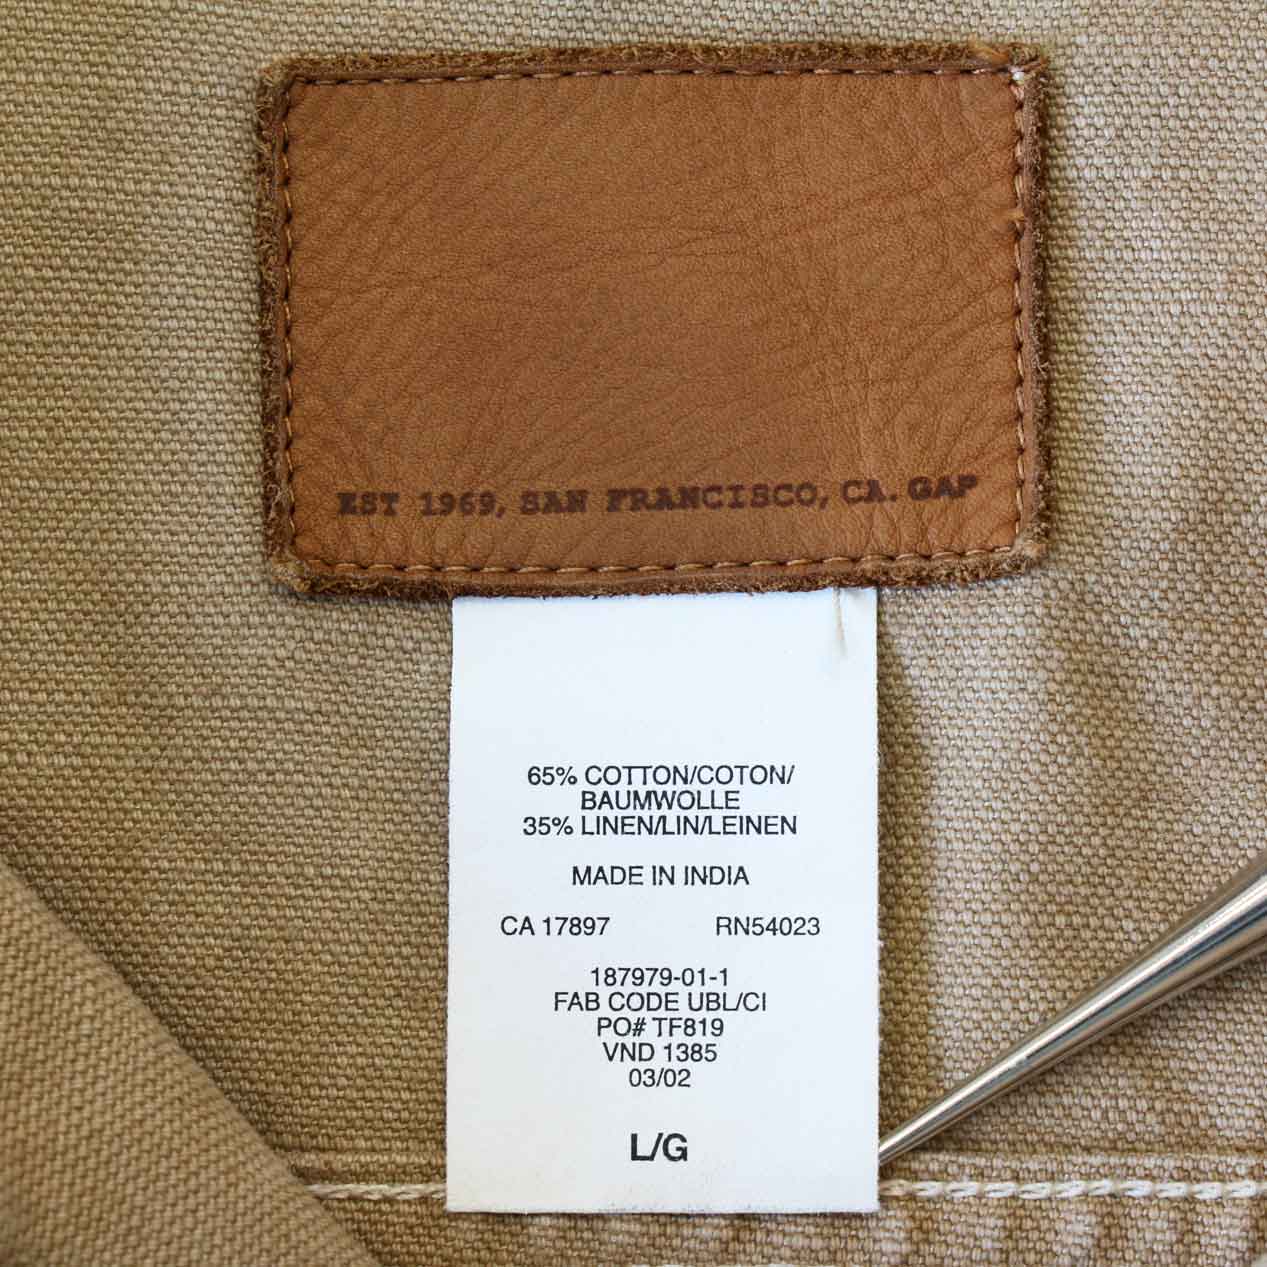 EST 1969, SAN FRANCISCO, CA. GAP
65% COTTON/COTON/
BAUMWOLLE
35% LINEN/LIN/LEINEN
MADE IN INDIA
CA 17897 RN54023
187979-01-1
FAB CODE UBL/CI
PO# TF819
VND 1385
03/02
L/G